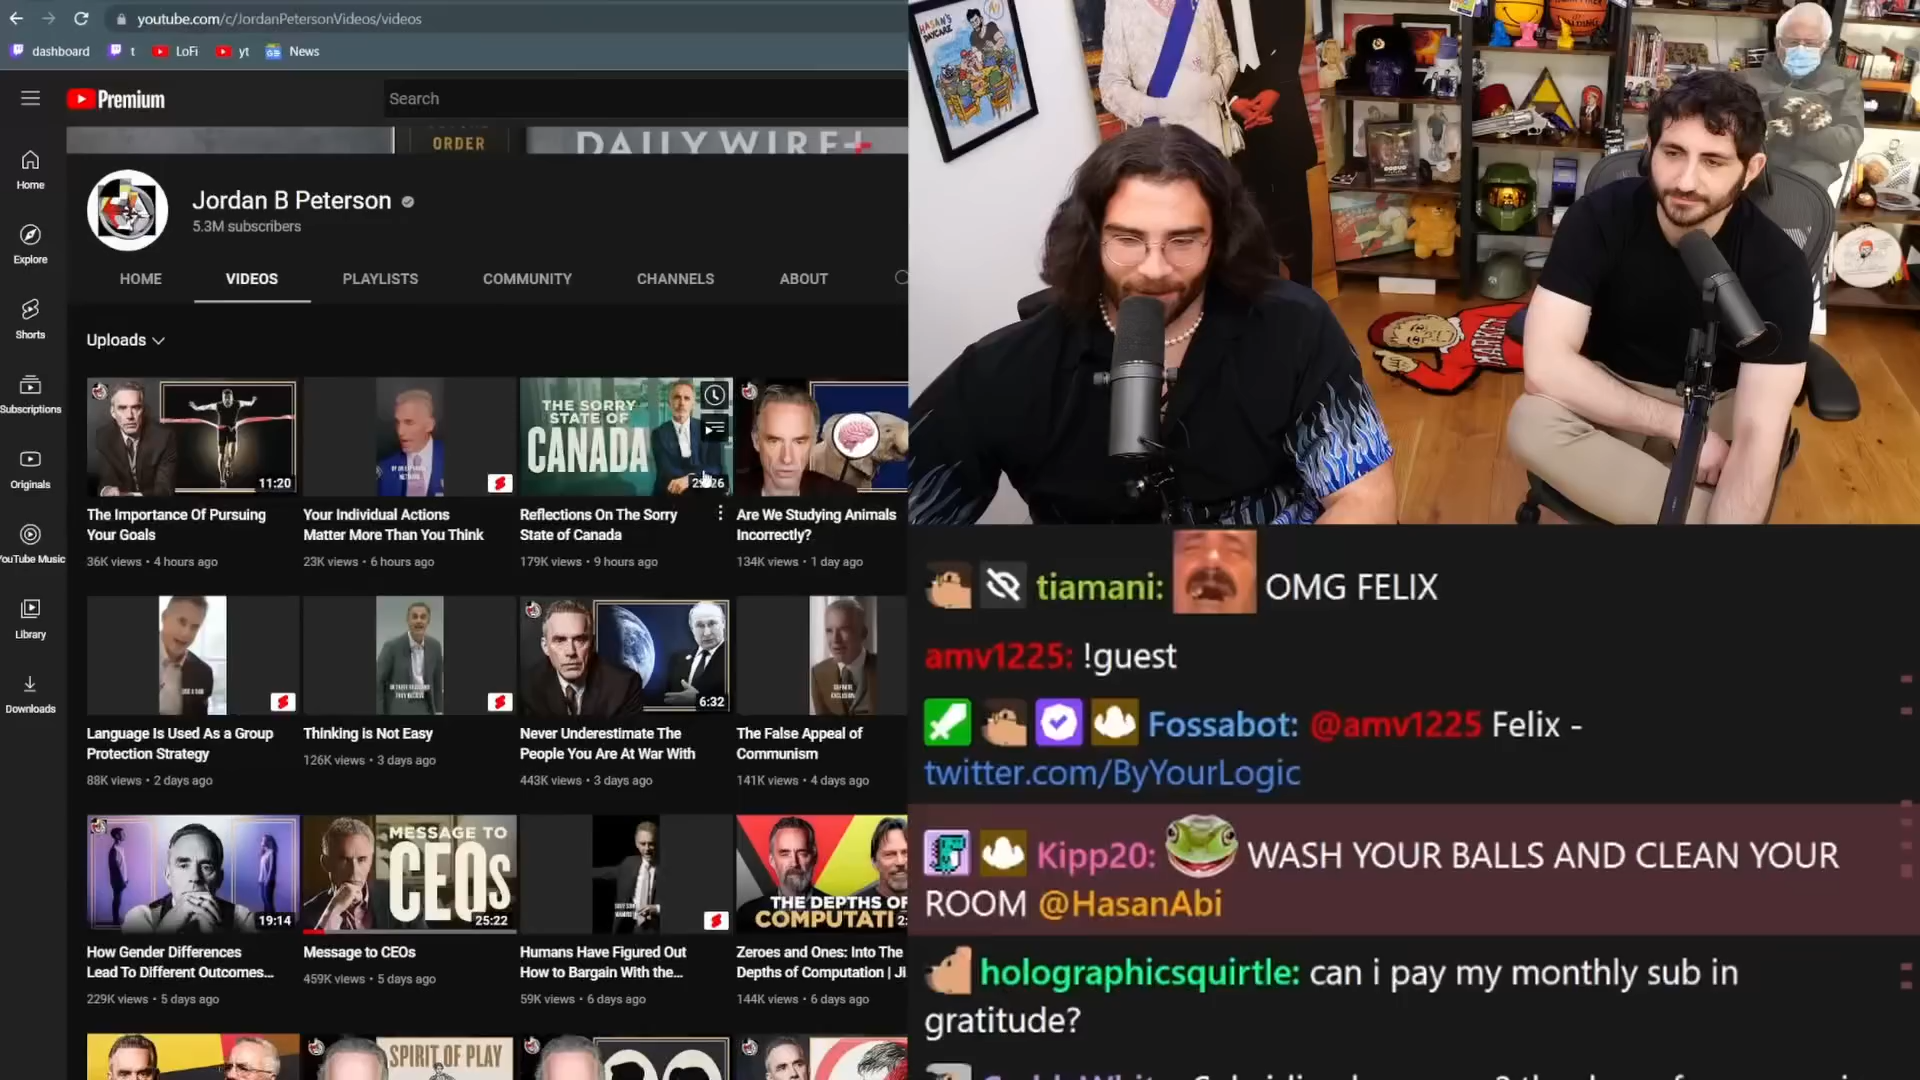 youtube.com/c/JordanPetersonVideos/videos
dashboard
t
LoFi
yt
News
Premium
Search
ORDER
DAILYWIRE+
Home
Explore
Shorts
Subscriptions
Originals
YouTube Music
Library
Downloads
Jordan B Peterson
5.3M subscribers
HOME
VIDEOS
PLAYLISTS
COMMUNITY
CHANNELS
ABOUT
Uploads
11:20
The Importance Of Pursuing
Your Goals
36K views • 4 hours ago
Your Individual Actions
Matter More Than You Think
23K views • 6 hours ago
THE SORRY
STATE OF
CANADA
Reflections On The Sorry
State of Canada
179K views • 9 hours ago
Are We Studying Animals
Incorrectly?
134K views • 1 day ago
Language Is Used As a Group
Protection Strategy
88K views • 2 days ago
Thinking is Not Easy
126K views • 3 days ago
6:32
Never Underestimate The
People You Are At War With
443K views • 3 days ago
The False Appeal of
Communism
141K views • 4 days ago
19:14
How Gender Differences
Lead To Different Outcomes...
229K views • 5 days ago
MESSAGE TO
CEOs
25:22
Message to CEOs
459K views • 5 days ago
Humans Have Figured Out
How to Bargain With the...
59K views • 6 days ago
THE DEPTHS OF
COMPUTATI
Zeroes and Ones: Into The
Depths of Computation | Ji
144K views • 6 days ago
SPIRIT OF PLAY
HASAN'S
DAYCARE
MARKER
tiamani: OMG FELIX
amv1225: !guest
Fossabot: @amv1225 Felix -
twitter.com/ByYourLogic
Kipp20: WASH YOUR BALLS AND CLEAN YOUR
ROOM @HasanAbi
holographicsquirtle: can i pay my monthly sub in
gratitude?